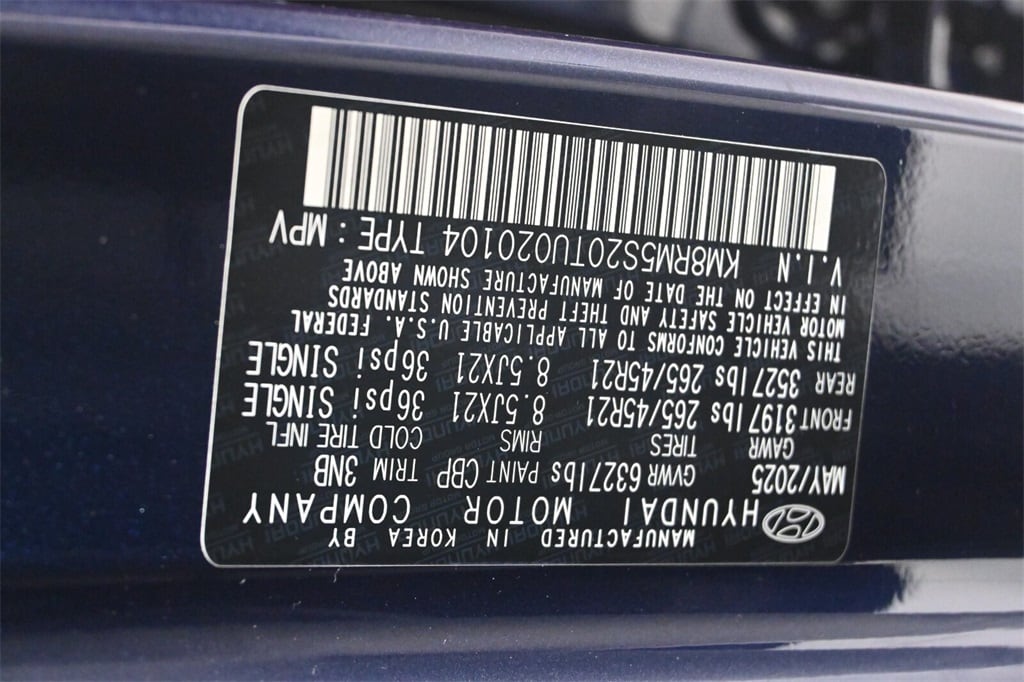 MANUFACTURED IN KOREA BY
HYUNDAI MOTOR COMPANY
MAY/2025 GVWR 6327lbs PAINT CBP TRIM 3NB
GAWR TIRES RIMS COLD TIRE INFL
FRONT 3197lbs 265/45R21 8.5JX21 36psi SINGLE
REAR 3527lbs 265/45R21 8.5JX21 36psi SINGLE
THIS VEHICLE CONFORMS TO ALL APPLICABLE U.S.A. FEDERAL
MOTOR VEHICLE SAFETY AND THEFT PREVENTION STANDARDS
IN EFFECT ON THE DATE OF MANUFACTURE SHOWN ABOVE
V.I.N KM8RM5S20TU020104 TYPE : MPV